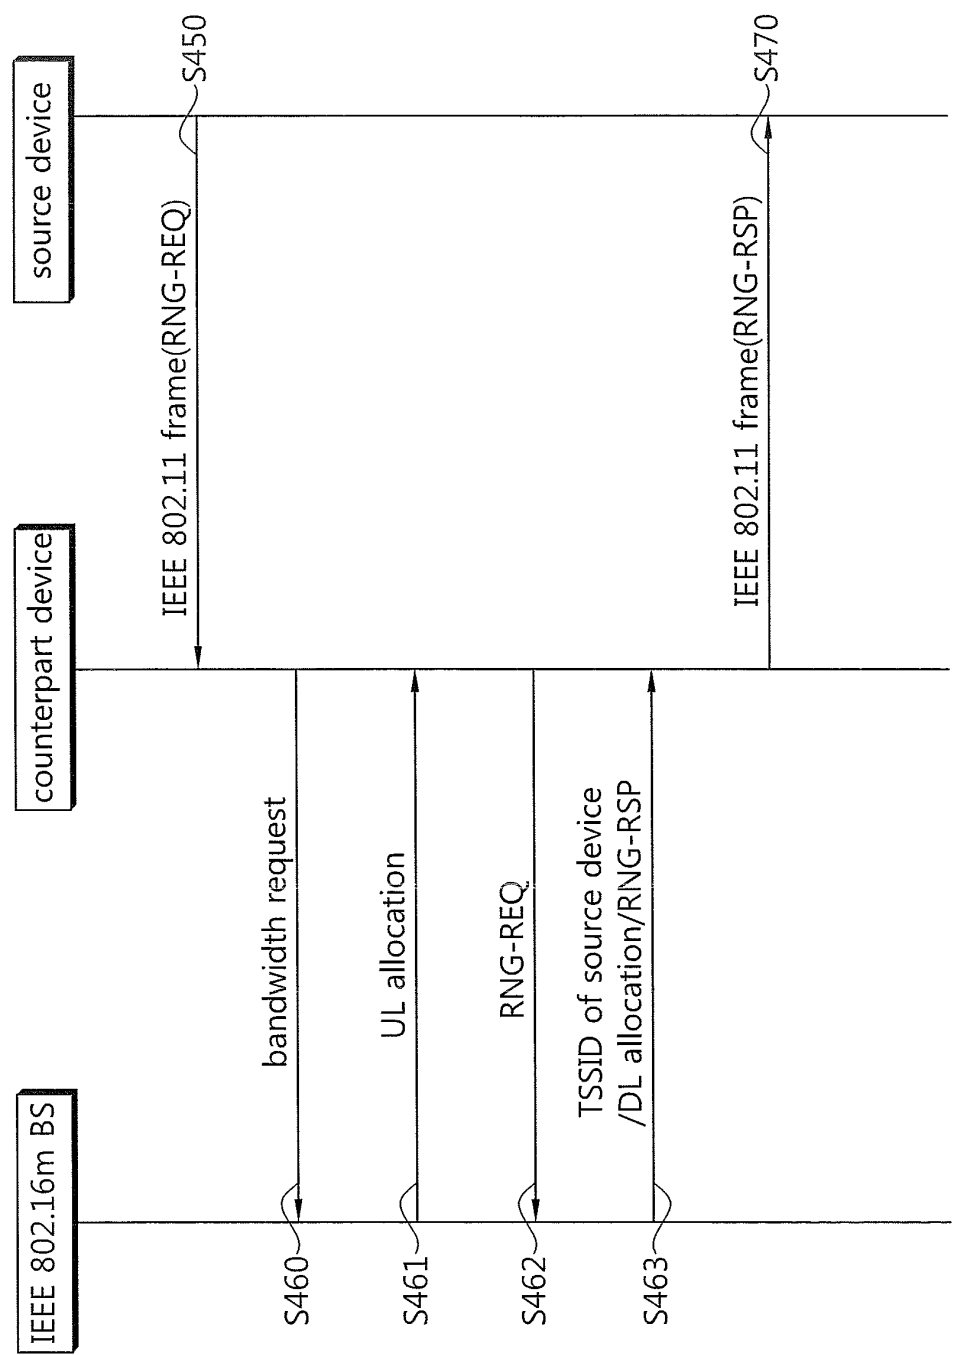 IEEE 802.16m BS
counterpart device
source device
IEEE 802.11 frame(RNG-REQ)
S450
S460
bandwidth request
S461
UL allocation
S462
RNG-REQ
S463
TSSID of source device
/DL allocation/RNG-RSP
IEEE 802.11 frame(RNG-RSP)
S470